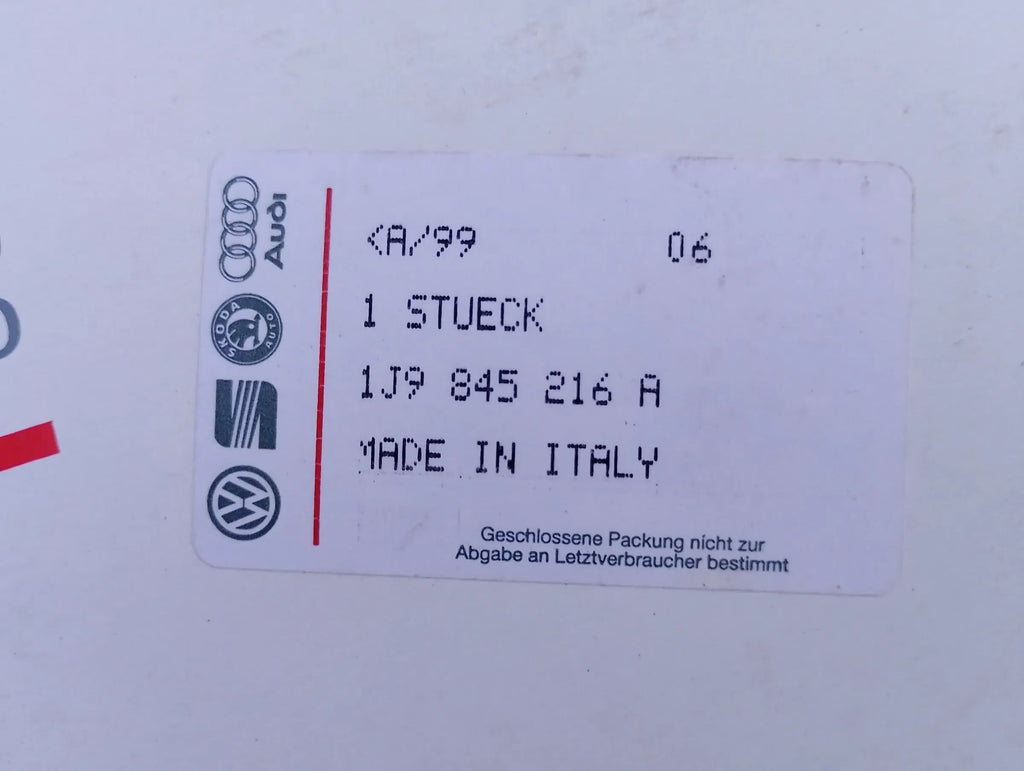 Audi
SKODA AUTO
<A/99 06
1 STUECK
1J9 845 216 A
MADE IN ITALY
Geschlossene Packung nicht zur
Abgabe an Letztverbraucher bestimmt